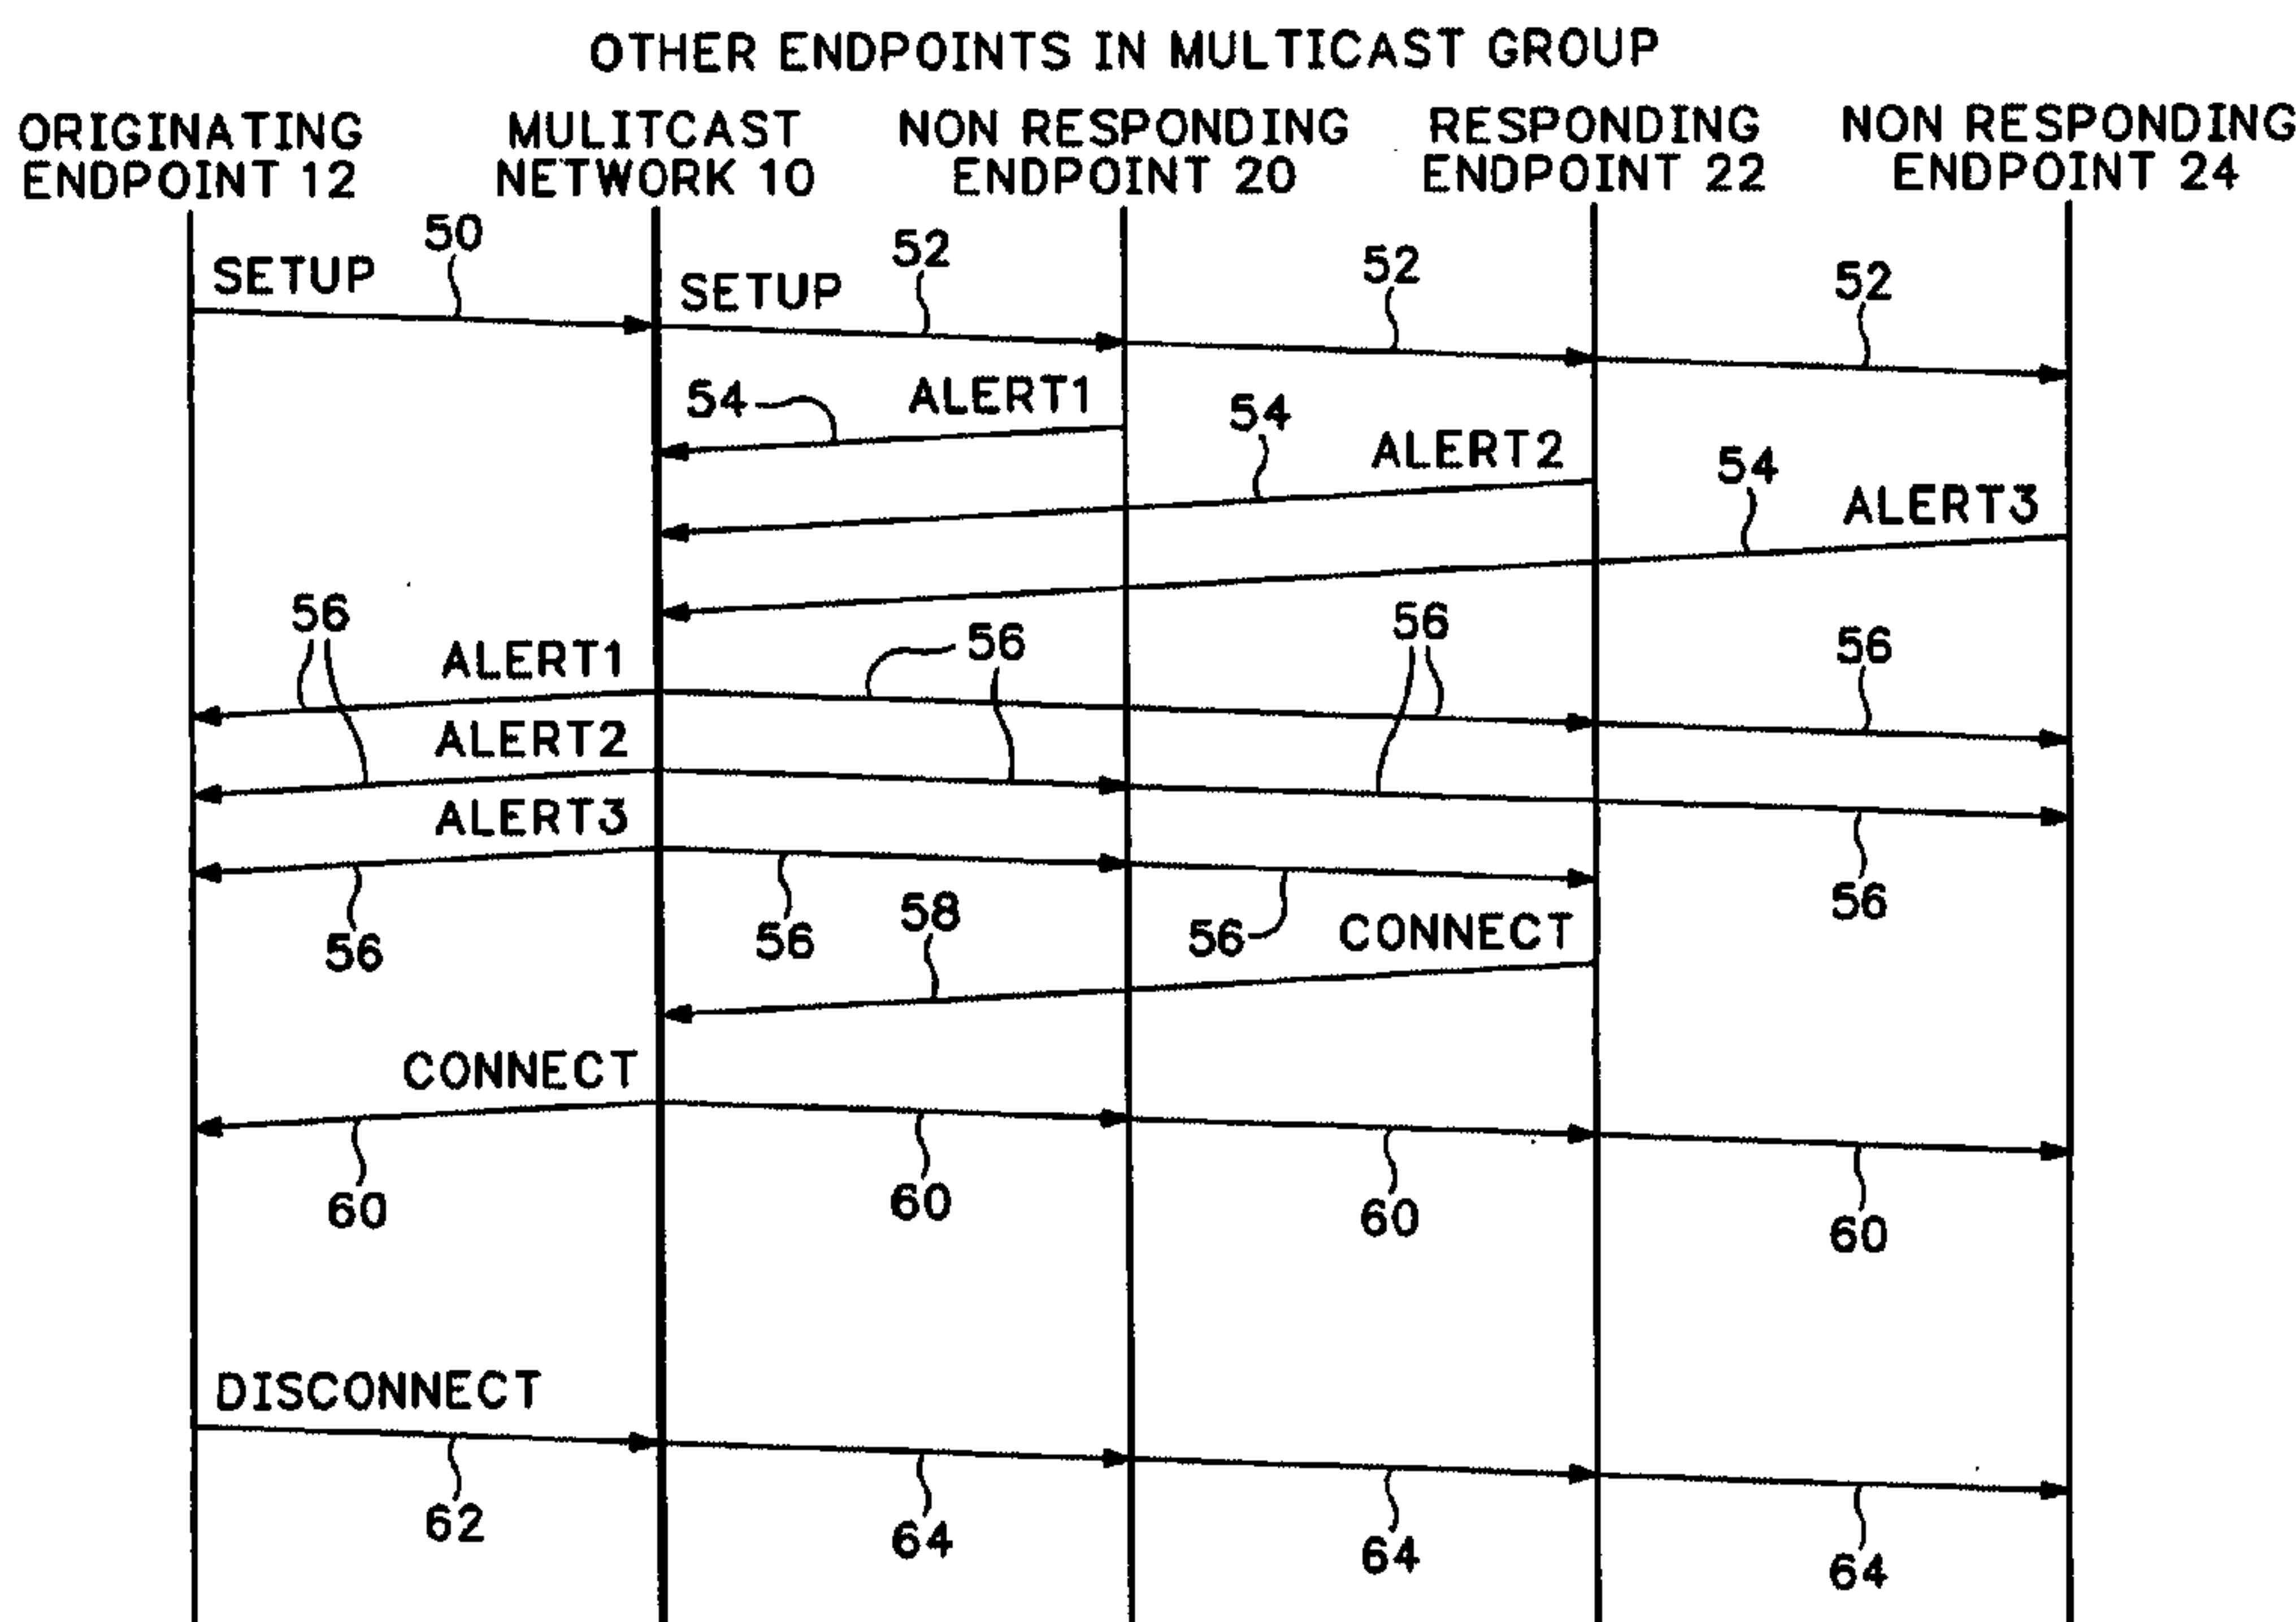 OTHER ENDPOINTS IN MULTICAST GROUP
ORIGINATING
ENDPOINT 12
MULITCAST
NETWORK 10
NON RESPONDING
ENDPOINT 20
RESPONDING
ENDPOINT 22
NON RESPONDING
ENDPOINT 24
50
SETUP
52
SETUP
52
52
54
ALERT1
54
ALERT2
54
ALERT3
56
ALERT1
56
56
56
ALERT2
ALERT3
56
56
56
56
58
CONNECT
CONNECT
60
60
60
60
DISCONNECT
62
64
64
64